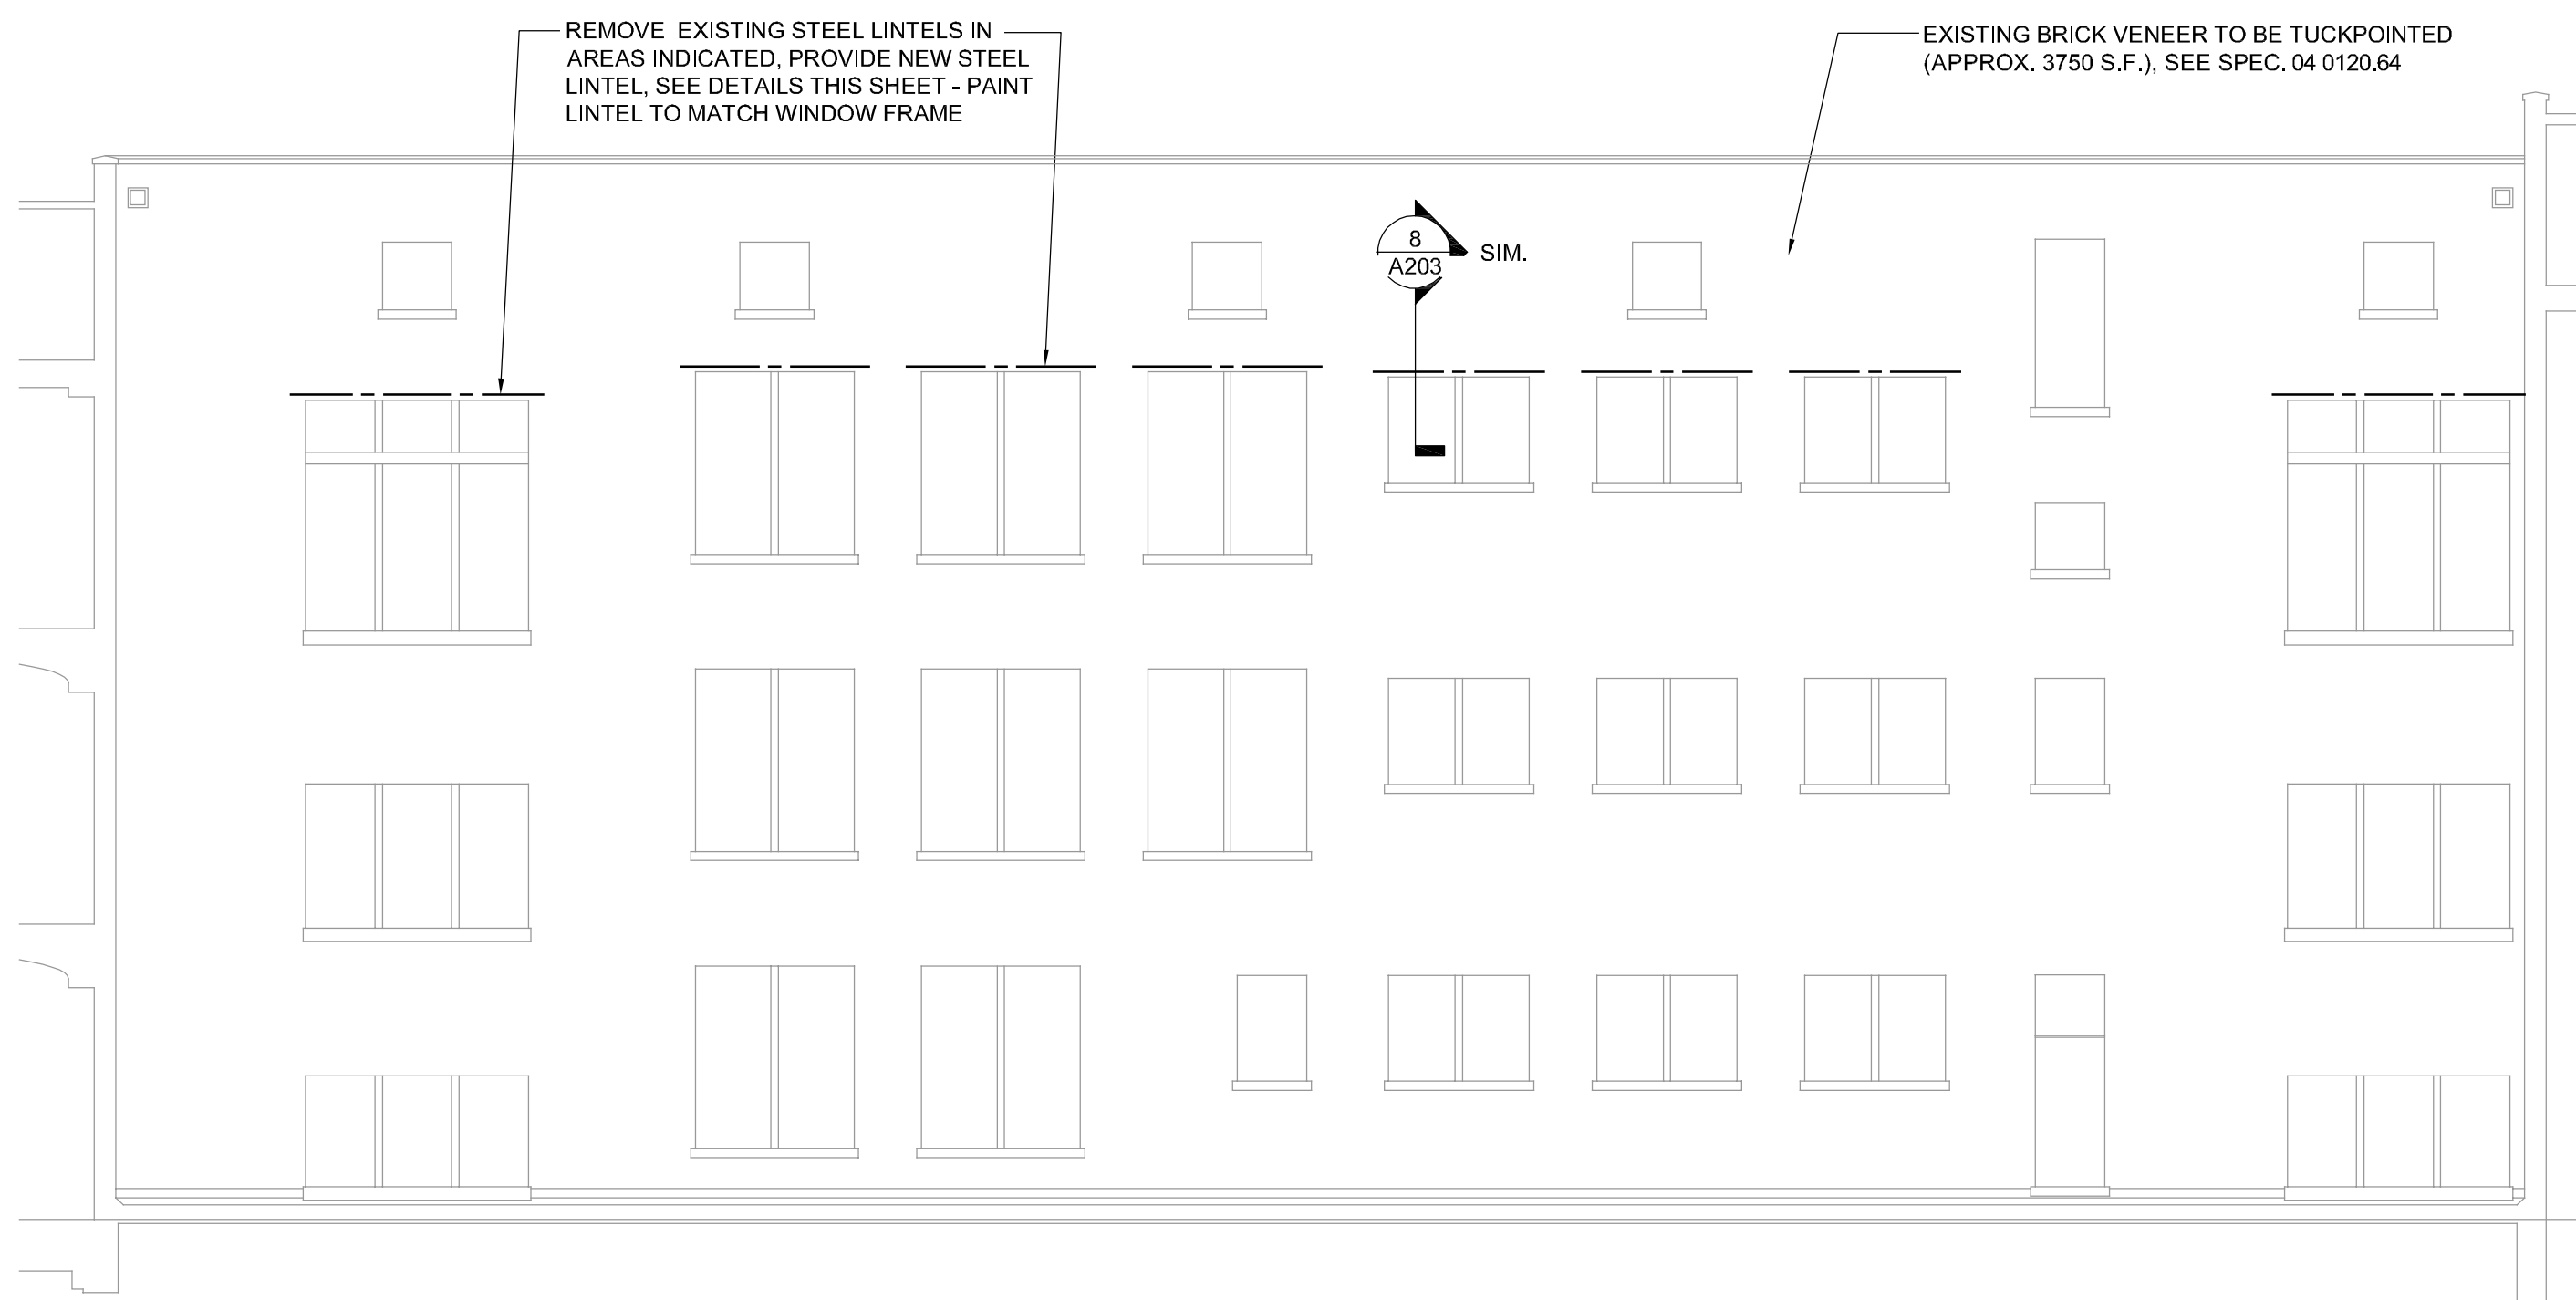 REMOVE EXISTING STEEL LINTELS IN
AREAS INDICATED, PROVIDE NEW STEEL
LINTEL, SEE DETAILS THIS SHEET - PAINT
LINTEL TO MATCH WINDOW FRAME
EXISTING BRICK VENEER TO BE TUCKPOINTED
(APPROX. 3750 S.F.), SEE SPEC. 04 0120.64
8
A203
SIM.